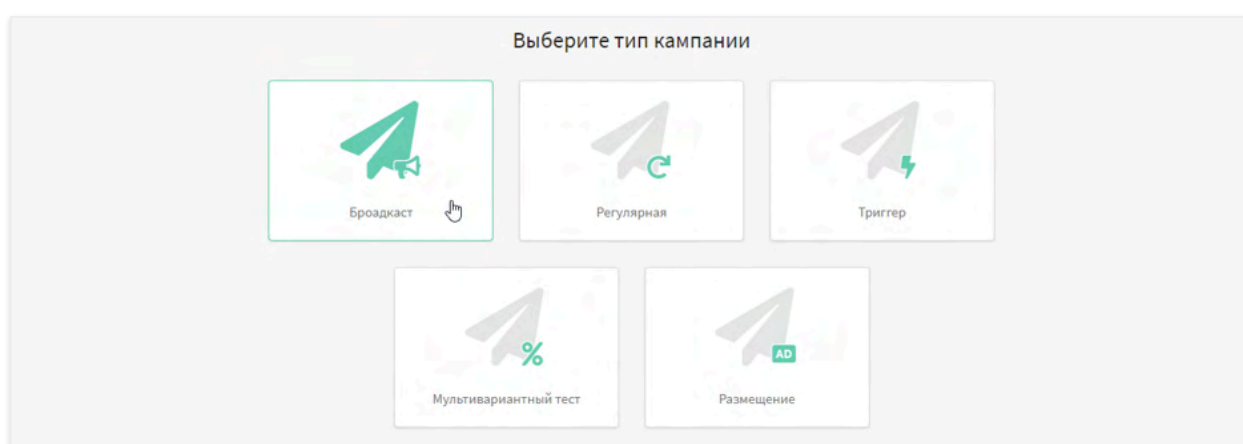 Выберите тип кампании
Броадкаст
Регулярная
Триггер
%
Мультивариантный тест
AD
Размещение